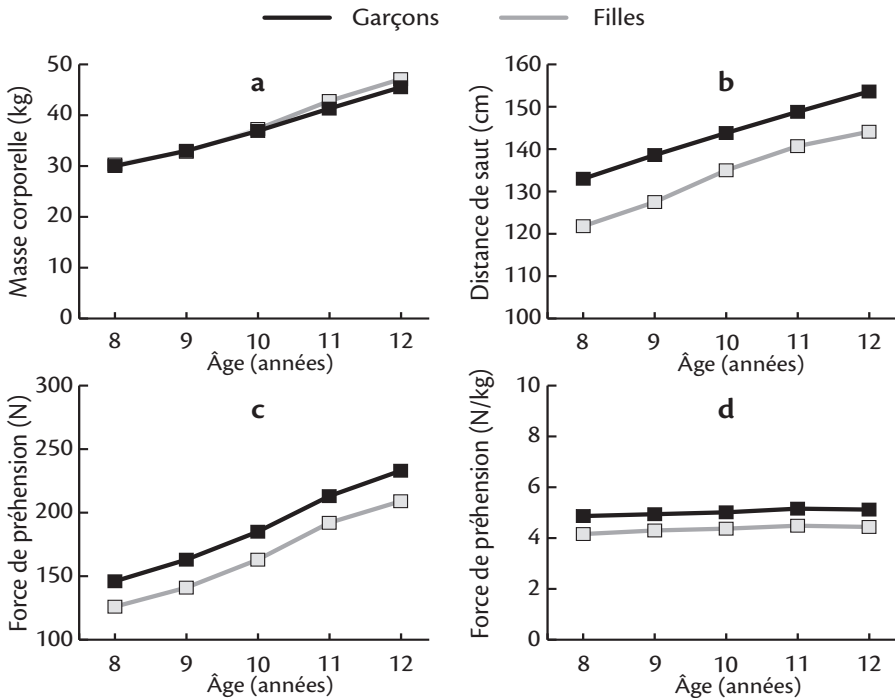 Garçons Filles
a
Masse corporelle (kg)
50
40
30
20
10
0
8 9 10 11 12
Âge (années)
b
Distance de saut (cm)
160
150
140
130
120
110
100
8 9 10 11 12
Âge (années)
c
Force de préhension (N)
300
250
200
150
100
8 9 10 11 12
Âge (années)
d
Force de préhension (N/kg)
10
8
6
4
2
0
8 9 10 11 12
Âge (années)